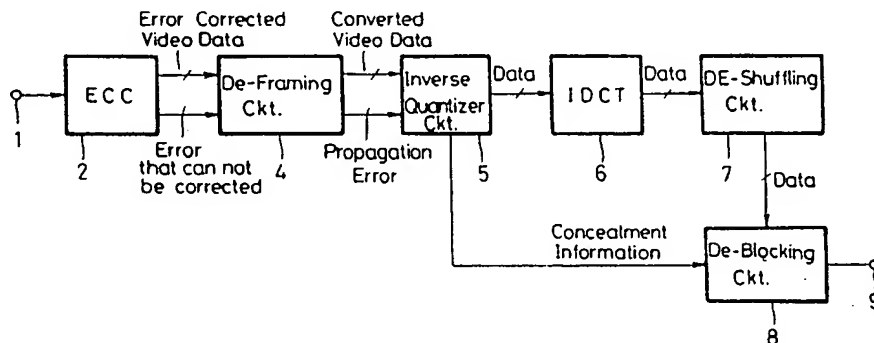 Error Corrected
Video Data
Converted
Video Data
ECC
De-Framing
Ckt.
Inverse
Quantizer
Ckt.
Data
IDCT
Data
DE-Shuffling
Ckt.
1
2
Error
that can not
be corrected
4
Propagation
Error
5
6
7
Data
Concealment
Information
De-Blocking
Ckt.
9
8